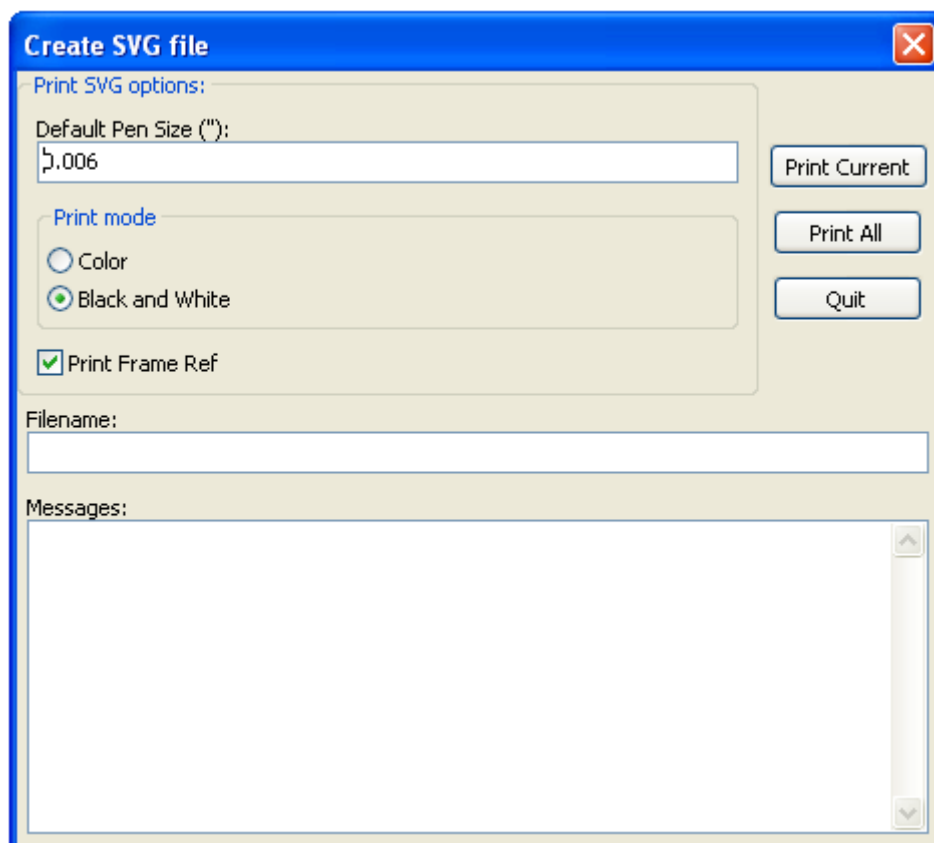 Create SVG file
Print SVG options:
Default Pen Size ("):
0.006
Print Current
Print mode
Print All
Color
Black and White
Quit
Print Frame Ref
Filename:
Messages: